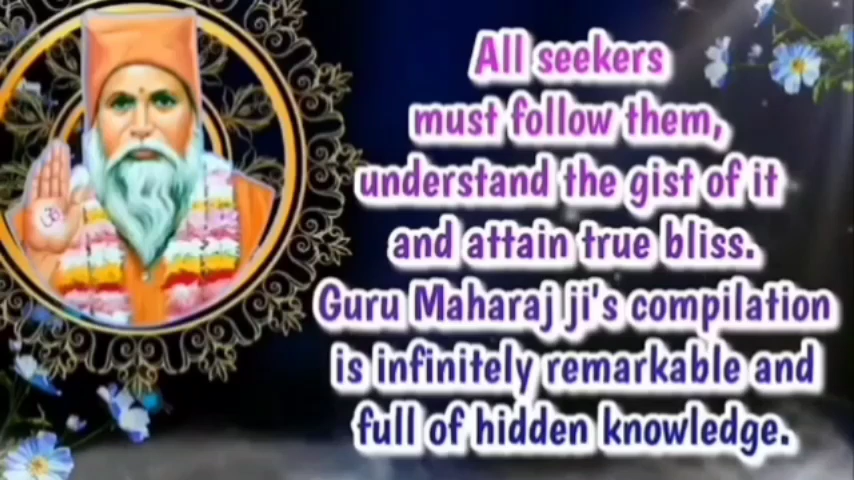 All seekers
must follow them,
understand the gist of it
and attain true bliss.
Guru Maharaj ji's compilation
is infinitely remarkable and
full of hidden knowledge.
ॐ